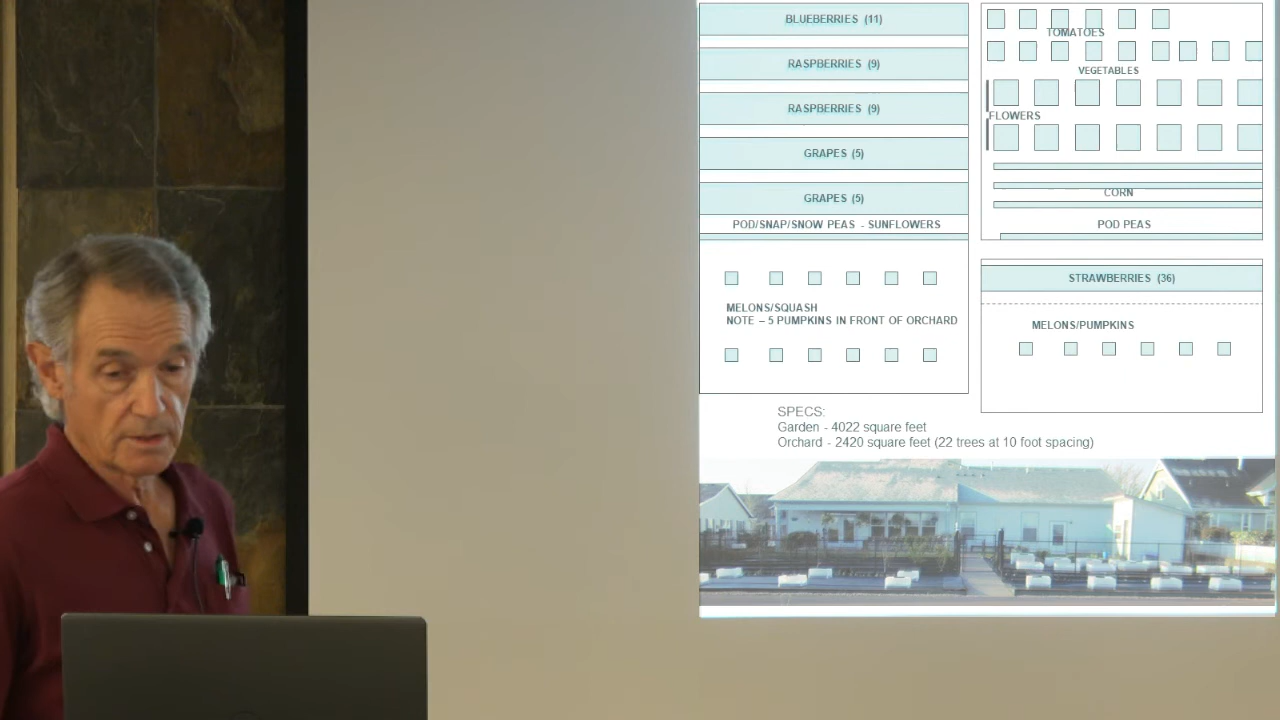 BLUEBERRIES (11)
RASPBERRIES (9)
RASPBERRIES (9)
GRAPES (5)
GRAPES (5)
POD/SNAP/SNOW PEAS - SUNFLOWERS
MELONS/SQUASH
NOTE – 5 PUMPKINS IN FRONT OF ORCHARD
TOMATOES
VEGETABLES
FLOWERS
CORN
POD PEAS
STRAWBERRIES (36)
MELONS/PUMPKINS
SPECS:
Garden - 4022 square feet
Orchard - 2420 square feet (22 trees at 10 foot spacing)